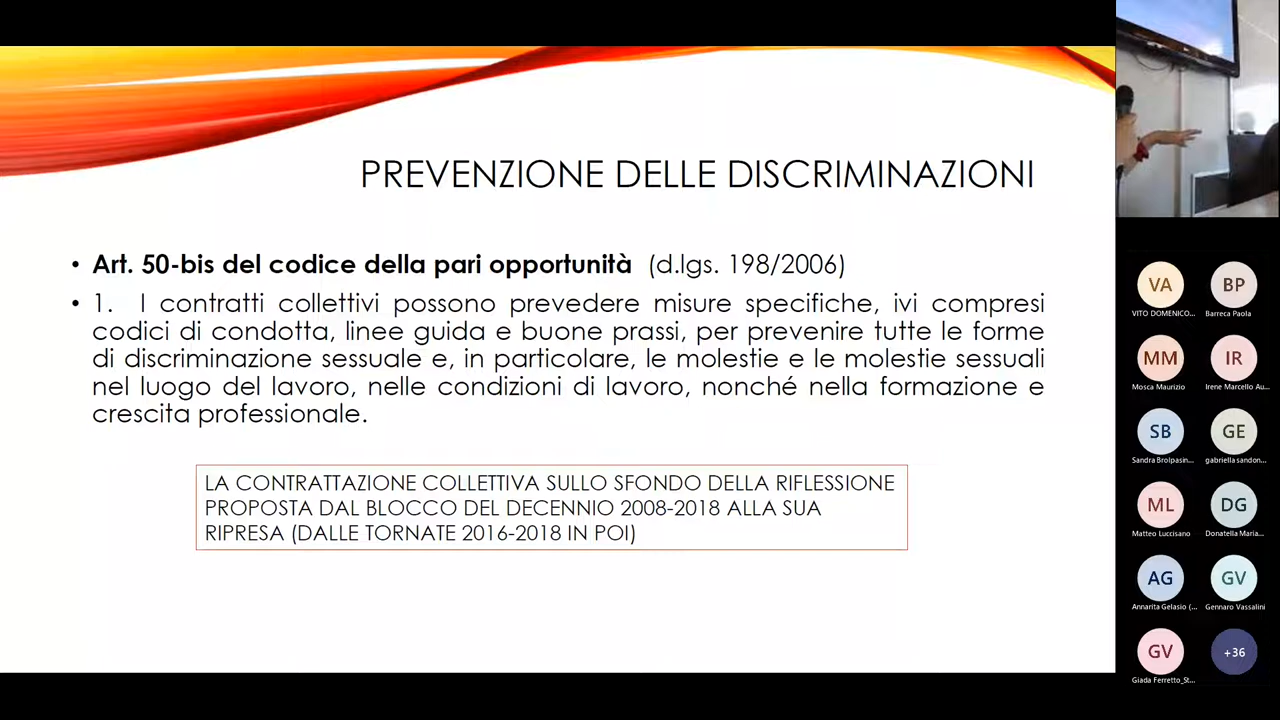 PREVENZIONE DELLE DISCRIMINAZIONI
• Art. 50-bis del codice della pari opportunità (d.lgs. 198/2006)
• 1. I contratti collettivi possono prevedere misure specifiche, ivi compresi
codici di condotta, linee guida e buone prassi, per prevenire tutte le forme
di discriminazione sessuale e, in particolare, le molestie e le molestie sessuali
nel luogo del lavoro, nelle condizioni di lavoro, nonché nella formazione e
crescita professionale.
LA CONTRATTAZIONE COLLETTIVA SULLO SFONDO DELLA RIFLESSIONE
PROPOSTA DAL BLOCCO DEL DECENNIO 2008-2018 ALLA SUA
RIPRESA (DALLE TORNATE 2016-2018 IN POI)
VA BP
VITO DOMENICO... Barreca Paola
MM IR
Mosca Maurizio Irene Marcello Au...
SB GE
Sandra Brolpasin... gabriella sandon...
ML DG
Matteo Luccisano Donatella Maria...
AG GV
Annarita Gelasio (... Gennaro Vassalini
GV +36
Giada Ferretto_St...